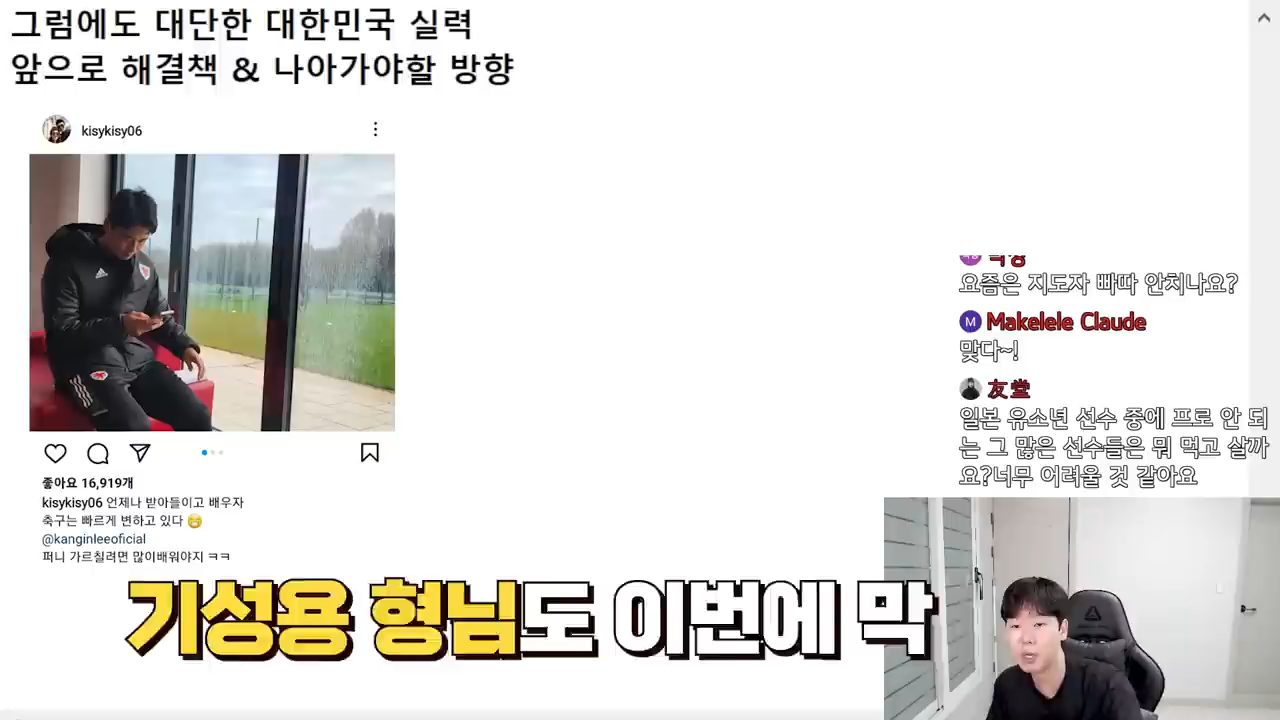 그럼에도 대단한 대한민국 실력
앞으로 해결책 & 나아가야할 방향
kisykisy06
좋아요 16,919개
kisykisy06 언제나 받아들이고 배우자
축구는 빠르게 변하고 있다
@kanginleeoficial
퍼니 가르칠려면 많이배워야지 ㅋㅋ
요즘은 지도자 빠따 안치나요?
M Makelele Claude
맞다~!
友堂
일본 유소년 선수 중에 프로 안 되
는 그 많은 선수들은 뭐 먹고 살까
요?너무 어려울 것 같아요
기성용 형님도 이번에 막